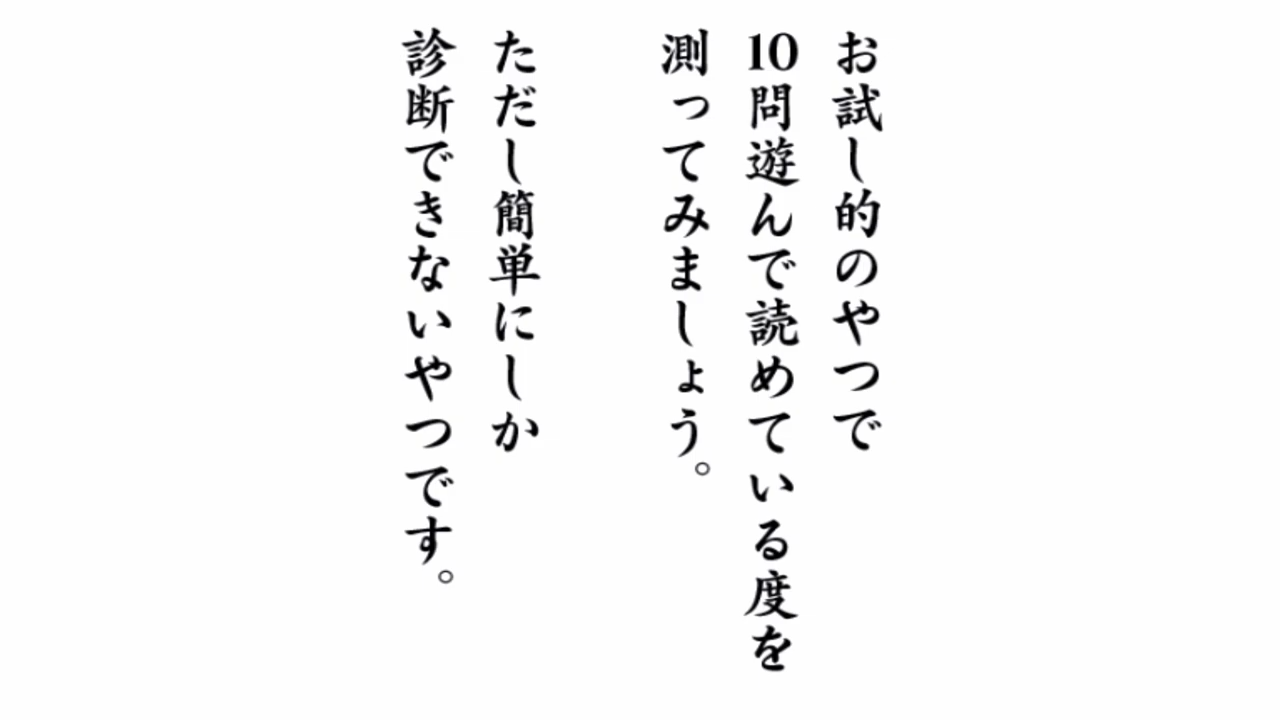 お試し的のやつで
10問遊んで読めている度を
測ってみましょう。
ただし簡単にしか
診断できないやつです。